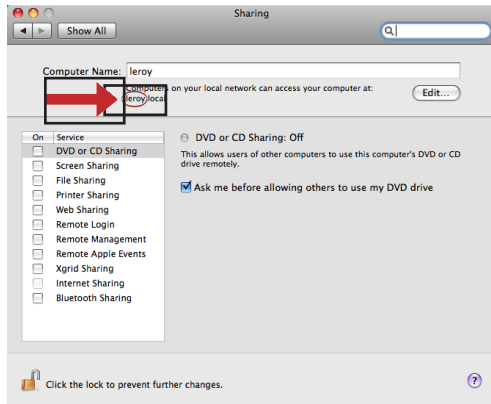 Sharing
Show All
Computer Name: leroy
Computers on your local network can access your computer at:
leroy.local
Edit...
On Service
DVD or CD Sharing
Screen Sharing
File Sharing
Printer Sharing
Web Sharing
Remote Login
Remote Management
Remote Apple Events
Xgrid Sharing
Internet Sharing
Bluetooth Sharing
DVD or CD Sharing: Off
This allows users of other computers to use this computer's DVD or CD
drive remotely.
Ask me before allowing others to use my DVD drive
Click the lock to prevent further changes.
?